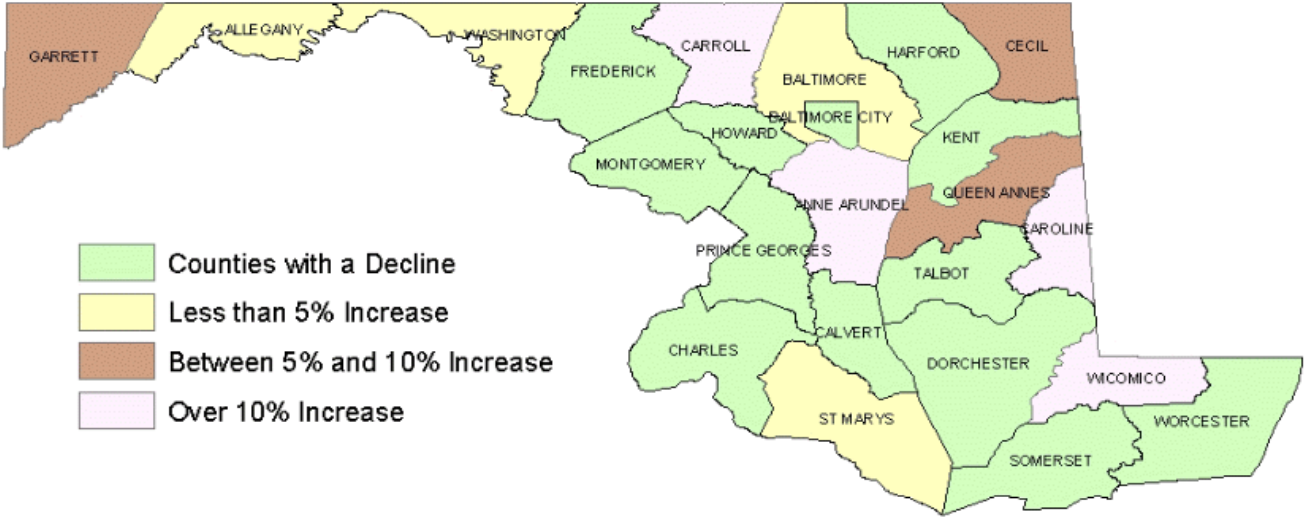 GARRETT
ALLEGANY
WASHINGTON
FREDERICK
CARROLL
BALTIMORE
BALTIMORE CITY
HARFORD
CECIL
HOWARD
KENT
MONTGOMERY
ANNE ARUNDEL
QUEEN ANNES
CAROLINE
PRINCE GEORGES
TALBOT
CALVERT
CHARLES
DORCHESTER
WICOMICO
ST MARYS
WORCESTER
SOMERSET
Counties with a Decline
Less than 5% Increase
Between 5% and 10% Increase
Over 10% Increase